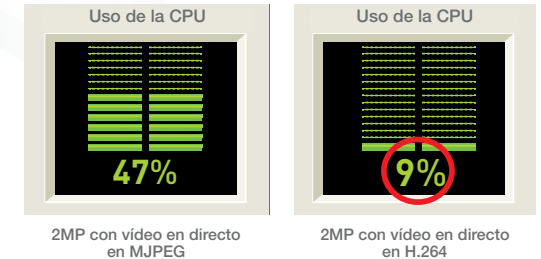 Uso de la CPU
47%
2MP con vídeo en directo
en MJPEG
Uso de la CPU
9%
2MP con vídeo en directo
en H.264